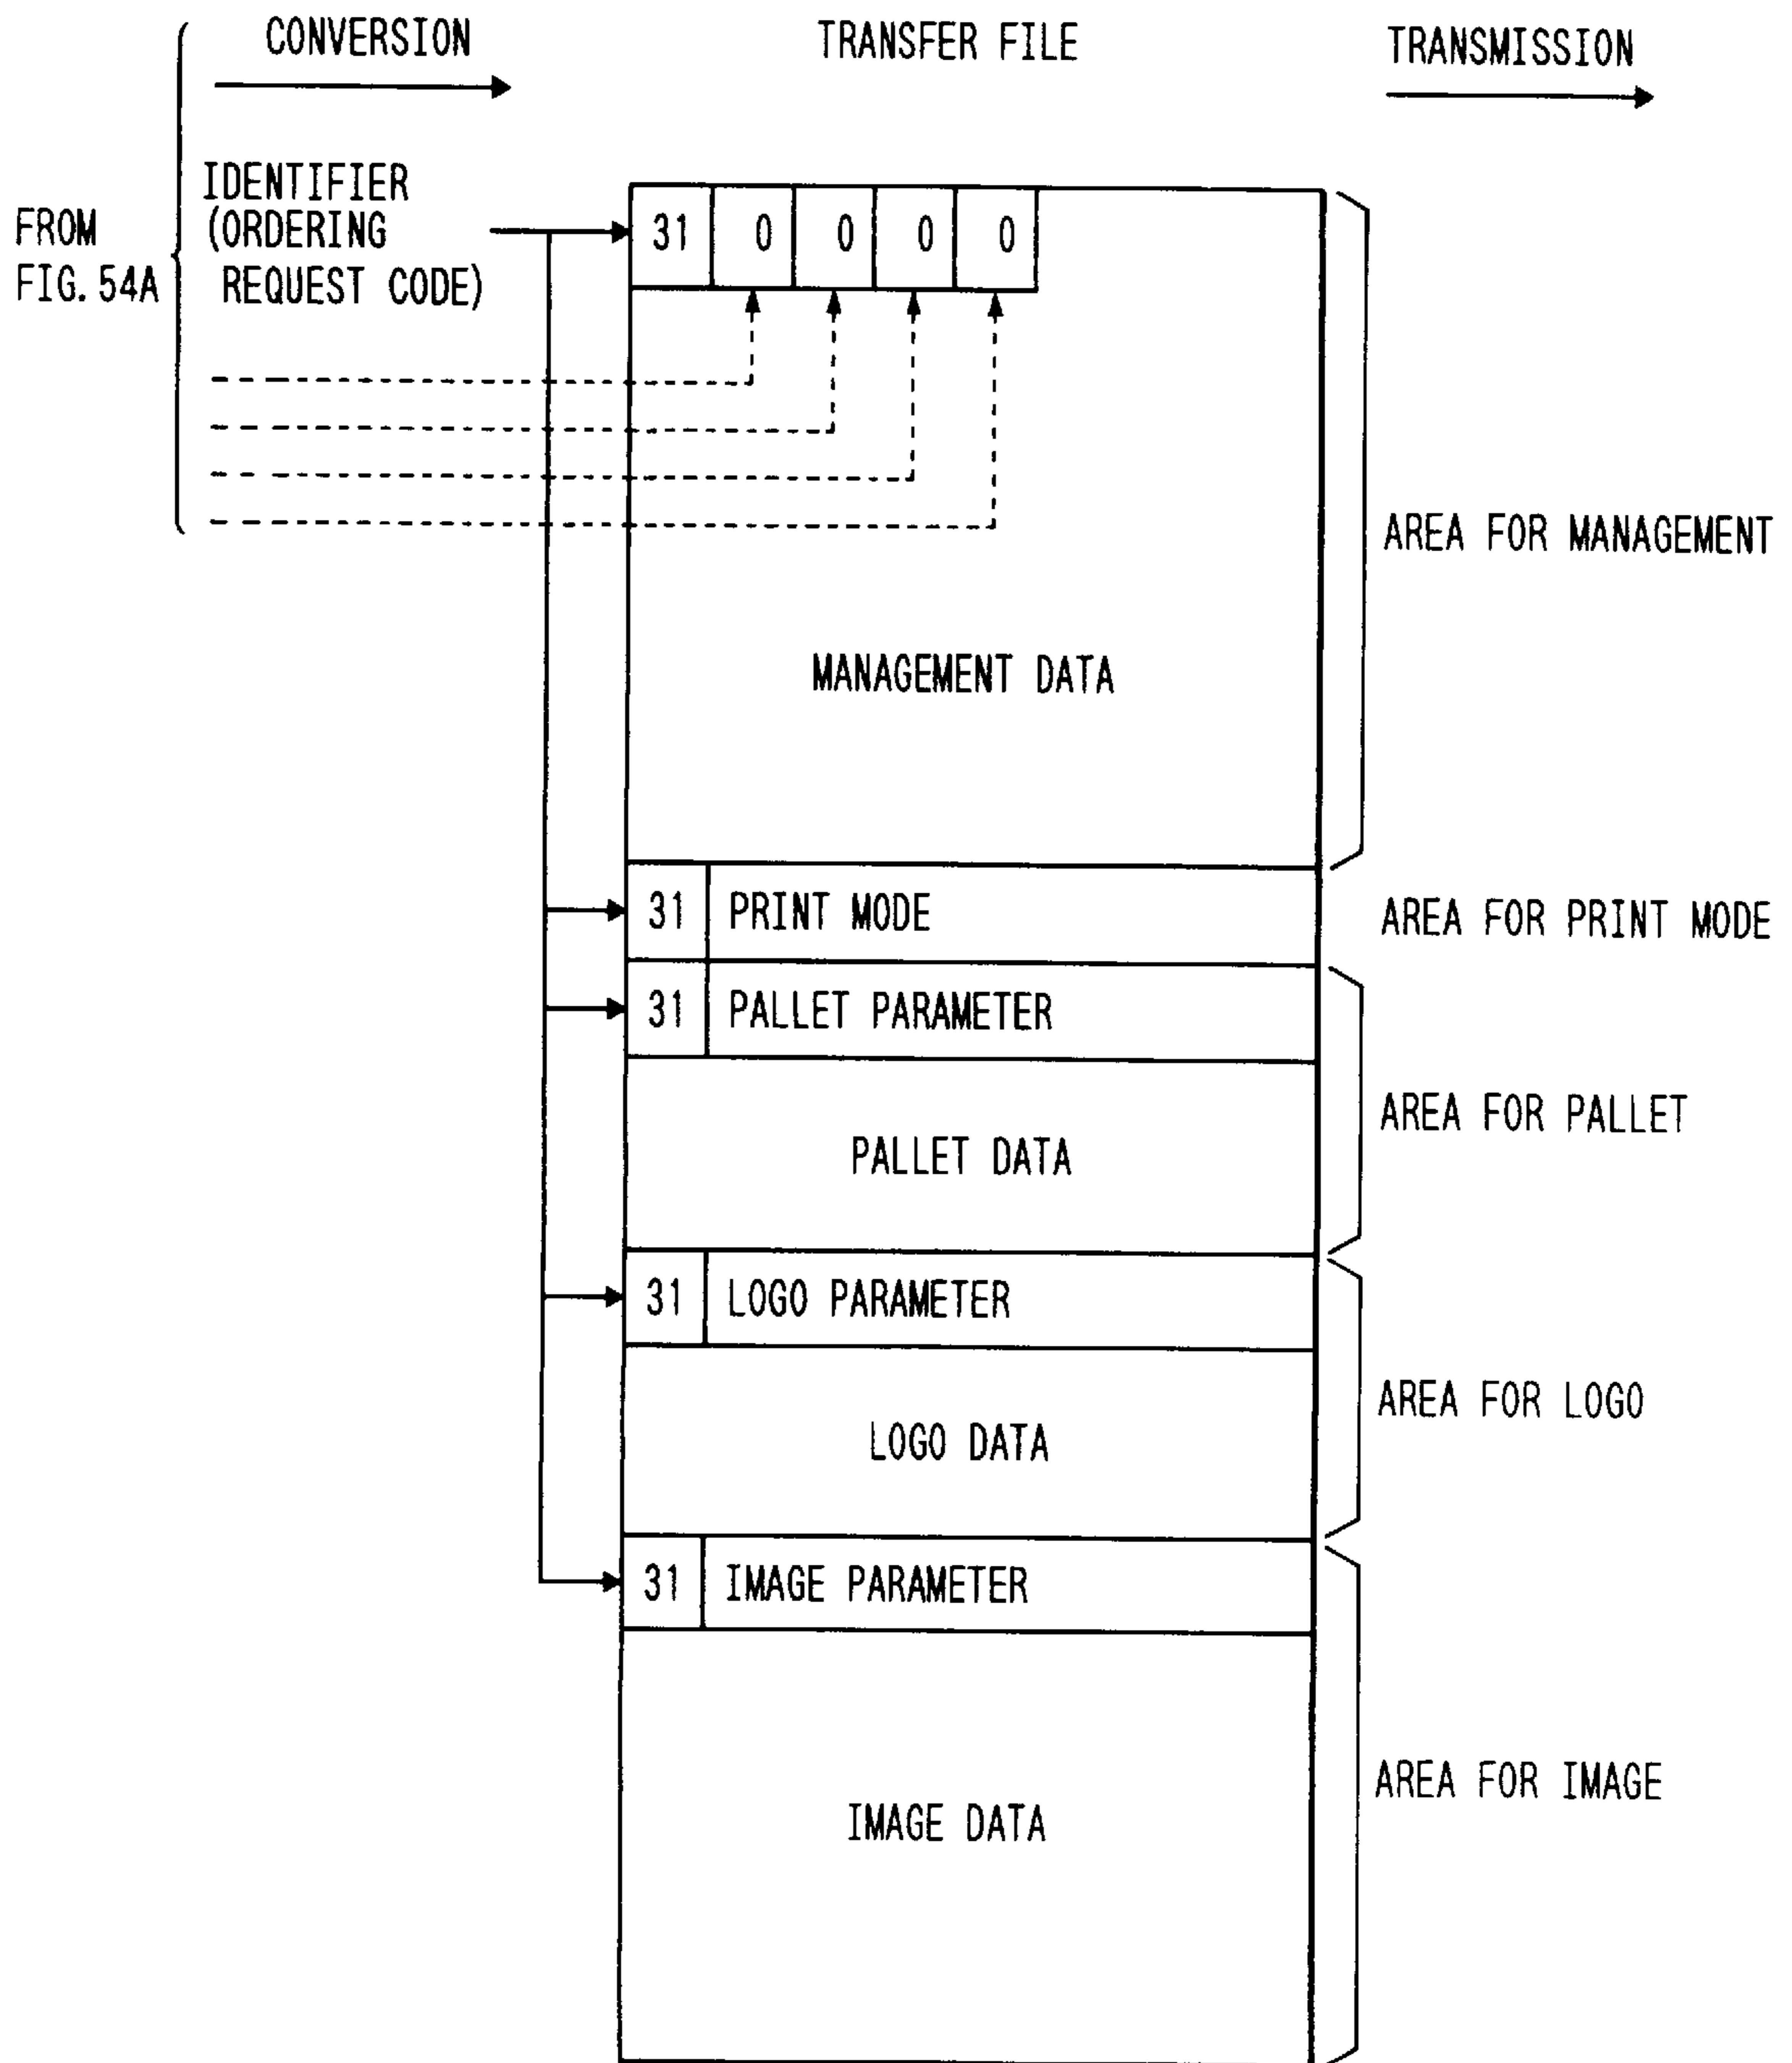 CONVERSION
TRANSFER FILE
TRANSMISSION
FROM
FIG.54A
IDENTIFIER
(ORDERING
REQUEST CODE)
31 0 0 0 0
MANAGEMENT DATA
AREA FOR MANAGEMENT
31 PRINT MODE
AREA FOR PRINT MODE
31 PALLET PARAMETER
PALLET DATA
AREA FOR PALLET
31 LOGO PARAMETER
LOGO DATA
AREA FOR LOGO
31 IMAGE PARAMETER
IMAGE DATA
AREA FOR IMAGE